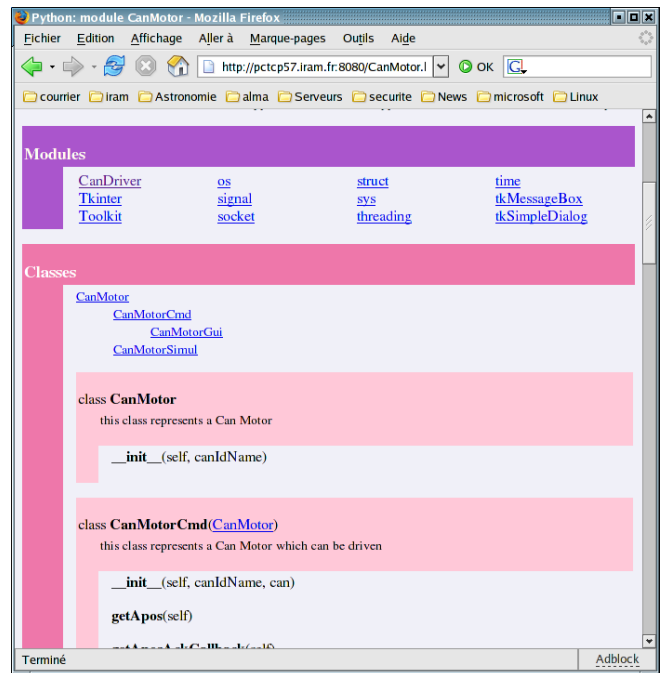 Python: module CanMotor - Mozilla Firefox
Fichier Edition Affichage Aller à Marque-pages Outils Aide
http://pctcp57.iram.fr:8080/CanMotor.l OK G
courrier iram Astronomie alma Serveurs securite News microsoft Linux
Modules
CanDriver os struct time
Tkinter signal sys tkMessageBox
Toolkit socket threading tkSimpleDialog
Classes
CanMotor
CanMotorCmd
CanMotorGui
CanMotorSimul
class CanMotor
this class represents a Can Motor
__init__(self, canIdName)
class CanMotorCmd(CanMotor)
this class represents a Can Motor which can be driven
__init__(self, canIdName, can)
getApos(self)
getAposAckCallback(self)
Terminé Adblock